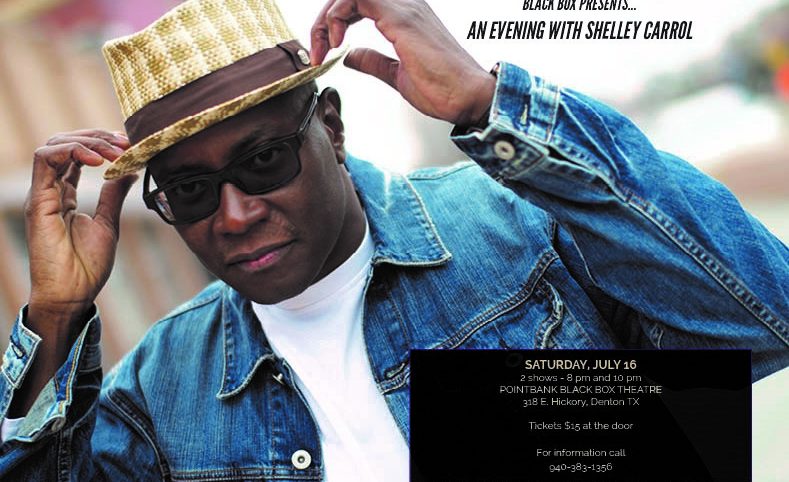 BLACK BOX PRESENTS...
AN EVENING WITH SHELLEY CARROL
SATURDAY, JULY 16
2 shows - 8 pm and 10 pm
POINTBANK BLACK BOX THEATRE
318 E. Hickory, Denton TX
Tickets $15 at the door
For information call
940-383-1356